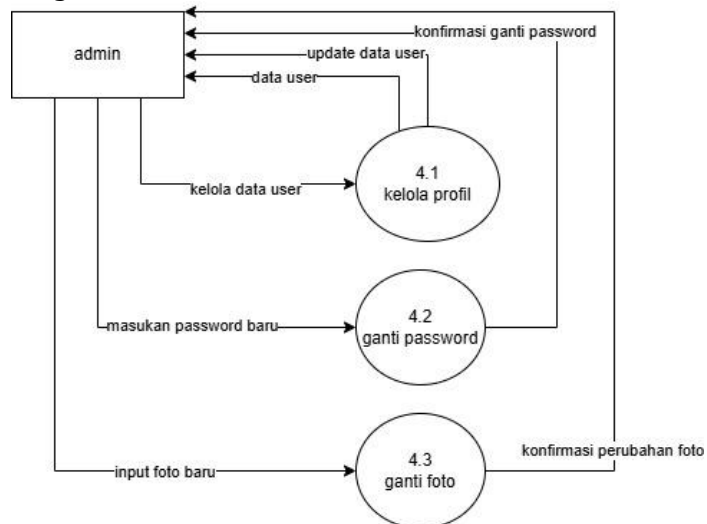 konfirmasi ganti password
admin
update data user
data user
4.1
kelola profil
kelola data user
4.2
masukan password baru
ganti password
4.3
konfirmasi perubahan foto
input foto baru
ganti foto